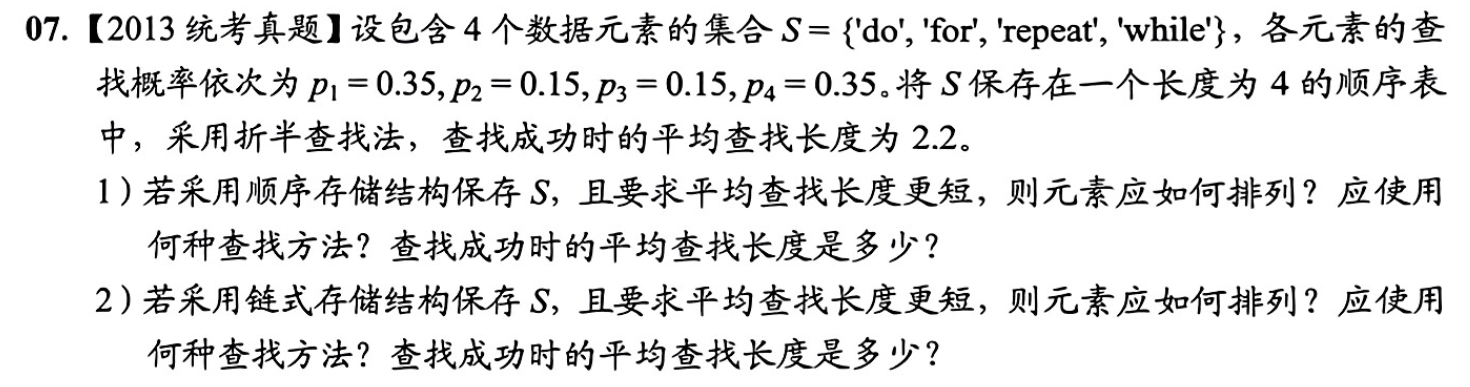 07.【2013 统考真题】设包含 4 个数据元素的集合 S = {'do', 'for', 'repeat', 'while'}，各元素的查
找概率依次为 p₁ = 0.35, p₂ = 0.15, p₃ = 0.15, p₄ = 0.35。将 S 保存在一个长度为 4 的顺序表
中，采用折半查找法，查找成功时的平均查找长度为 2.2。
1）若采用顺序存储结构保存 S，且要求平均查找长度更短，则元素应如何排列？应使用
何种查找方法？查找成功时的平均查找长度是多少？
2）若采用链式存储结构保存 S，且要求平均查找长度更短，则元素应如何排列？应使用
何种查找方法？查找成功时的平均查找长度是多少？